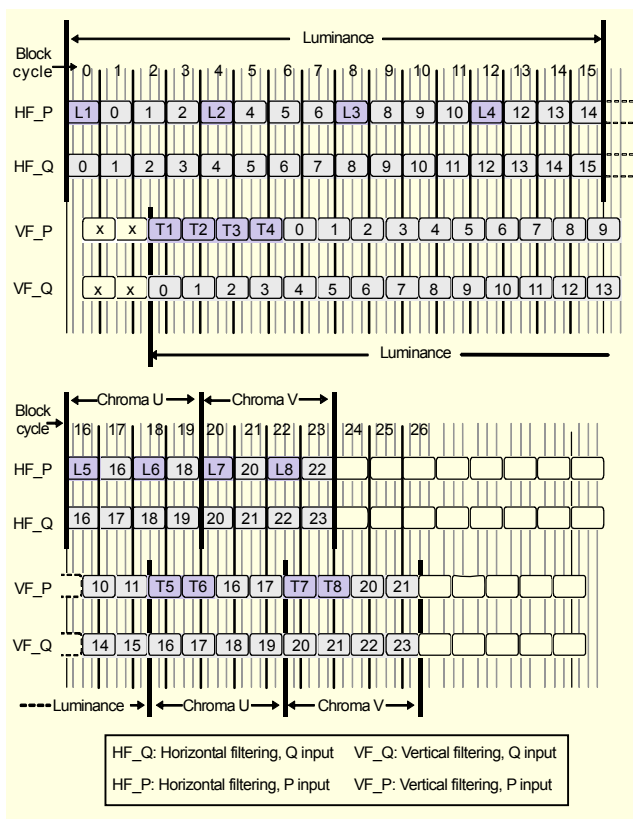 Luminance
Block cycle 0 1 2 3 4 5 6 7 8 9 10 11 12 13 14 15
HF_P L1 0 1 2 L2 4 5 6 L3 8 9 10 L4 12 13 14
HF_Q 0 1 2 3 4 5 6 7 8 9 10 11 12 13 14 15
VF_P x x T1 T2 T3 T4 0 1 2 3 4 5 6 7 8 9
VF_Q x x 0 1 2 3 4 5 6 7 8 9 10 11 12 13
Luminance
Chroma U Chroma V
Block cycle 16 17 18 19 20 21 22 23 24 25 26
HF_P L5 16 L6 18 L7 20 L8 22
HF_Q 16 17 18 19 20 21 22 23
VF_P 10 11 T5 T6 16 17 T7 T8 20 21
VF_Q 14 15 16 17 18 19 20 21 22 23
Luminance Chroma U Chroma V
HF_Q: Horizontal filtering, Q input VF_Q: Vertical filtering, Q input
HF_P: Horizontal filtering, P input VF_P: Vertical filtering, P input